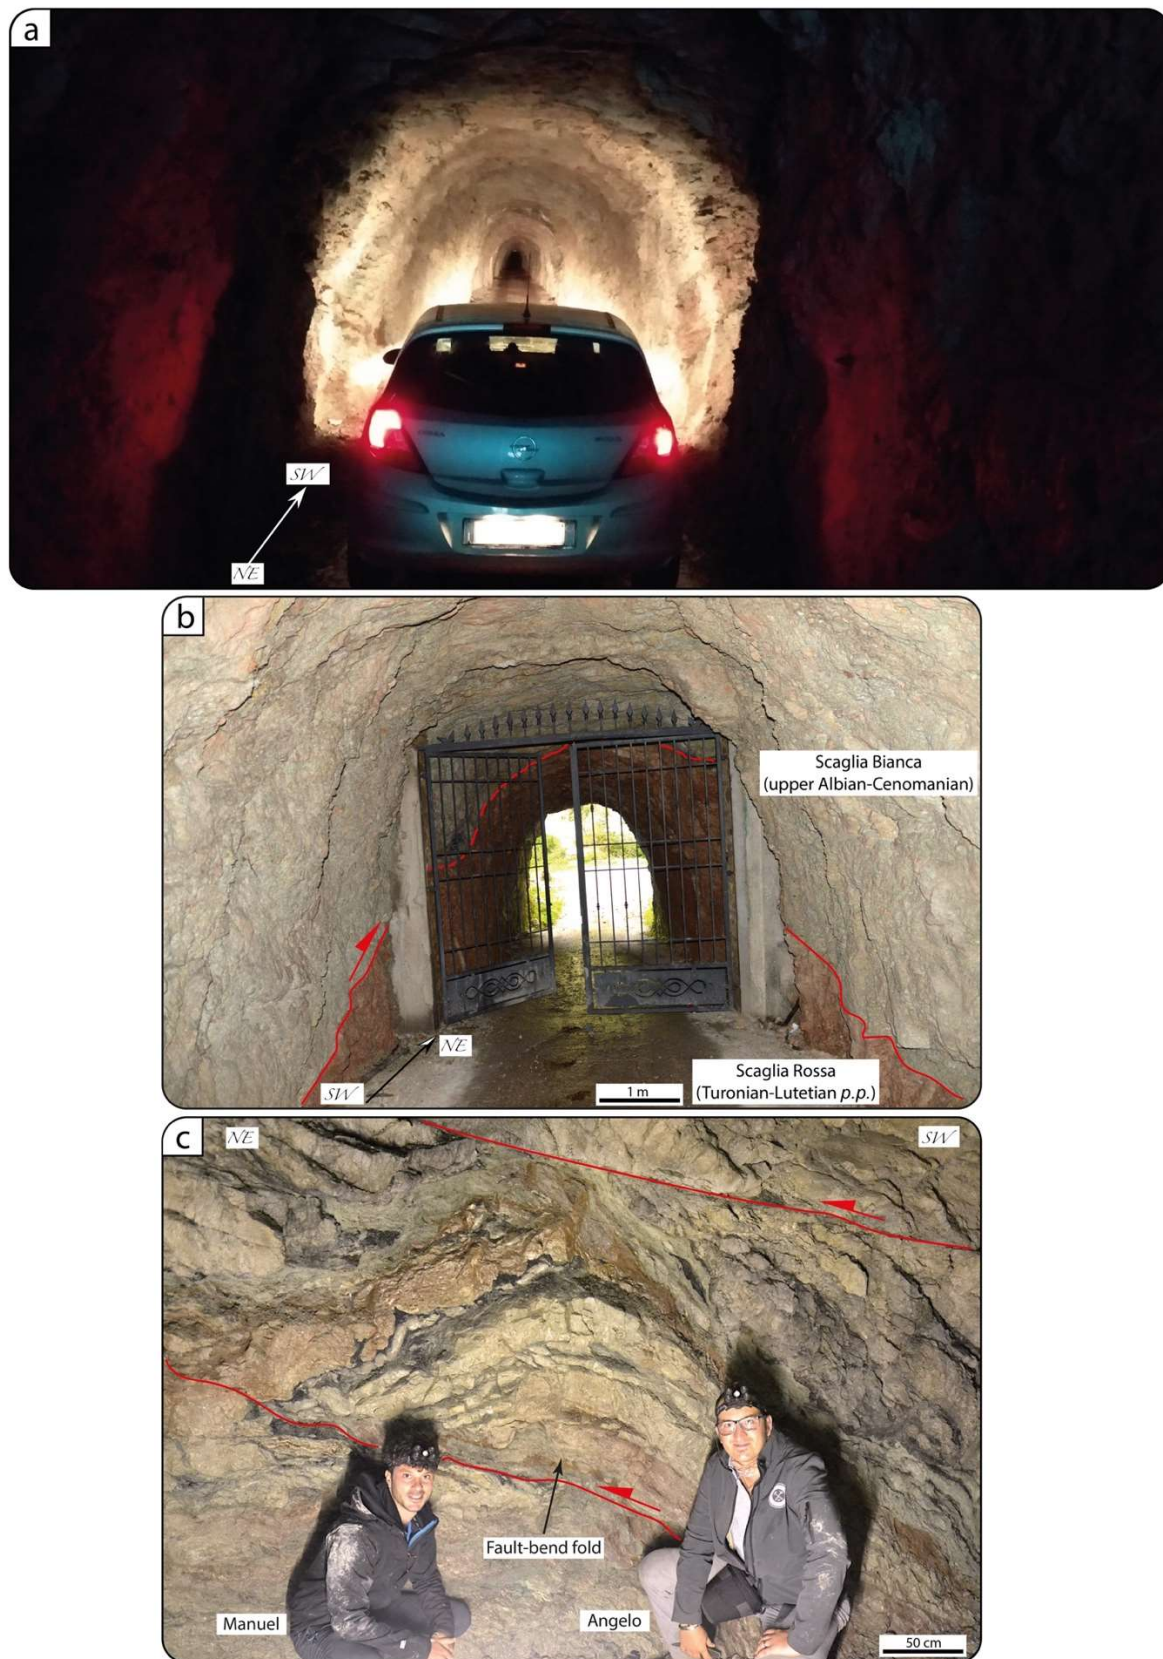 a
SW
NE
b
Scaglia Bianca
(upper Albian-Cenomanian)
NE
SW
1 m
Scaglia Rossa
(Turonian-Lutetian p.p.)
c
NE
SW
Fault-bend fold
Manuel
Angelo
50 cm